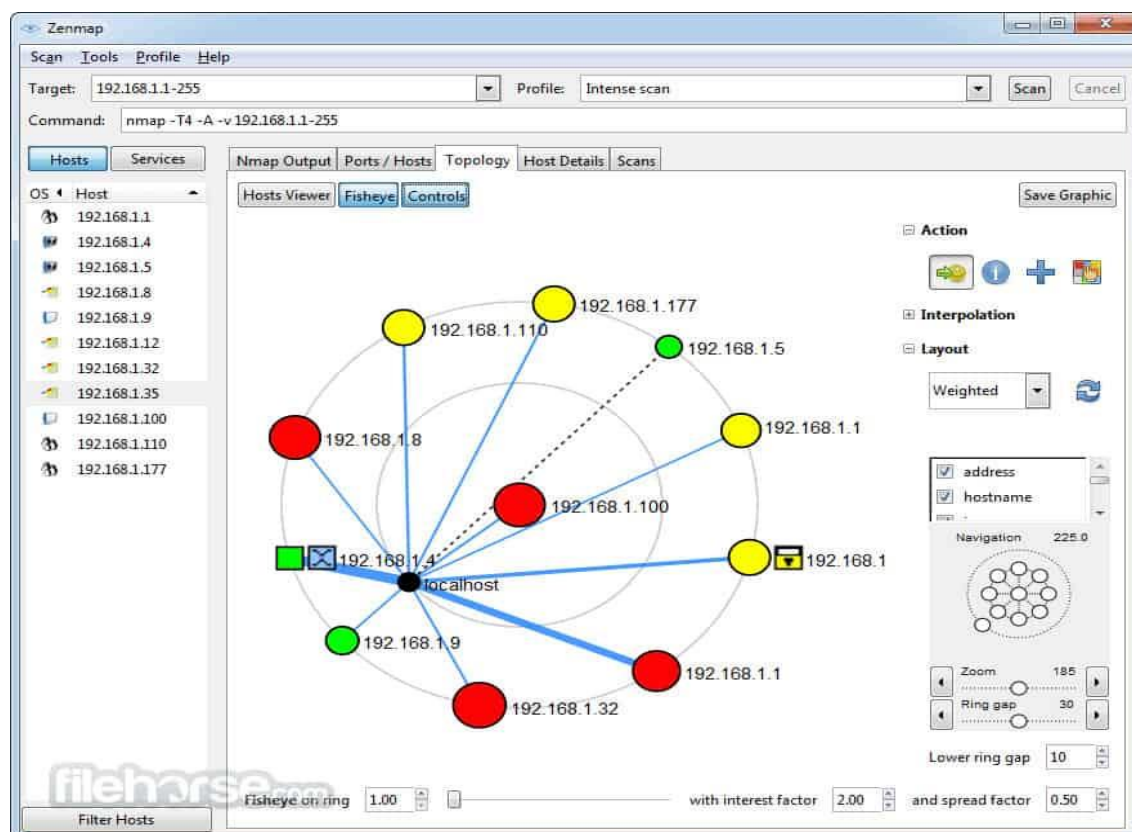 Zenmap
Scan Tools Profile Help
Target: 192.168.1.1-255 Profile: Intense scan Scan Cancel
Command: nmap -T4 -A -v 192.168.1.1-255
Hosts Services
Nmap Output Ports / Hosts Topology Host Details Scans
OS Host
Hosts Viewer Fisheye Controls Save Graphic
192.168.1.1
192.168.1.4
192.168.1.5
192.168.1.8
192.168.1.9
192.168.1.12
192.168.1.32
192.168.1.35
192.168.1.100
192.168.1.110
192.168.1.177
192.168.1.177
192.168.1.110
192.168.1.5
192.168.1.1
192.168.1.8
192.168.1.100
192.168.1.4
192.168.1
localhost
192.168.1.9
192.168.1.1
192.168.1.32
Action
Interpolation
Layout
Weighted
address
hostname
Navigation 225.0
Zoom 185
Ring gap 30
Lower ring gap 10
Fisheye on ring 1.00 with interest factor 2.00 and spread factor 0.50
filehorse.com
Filter Hosts